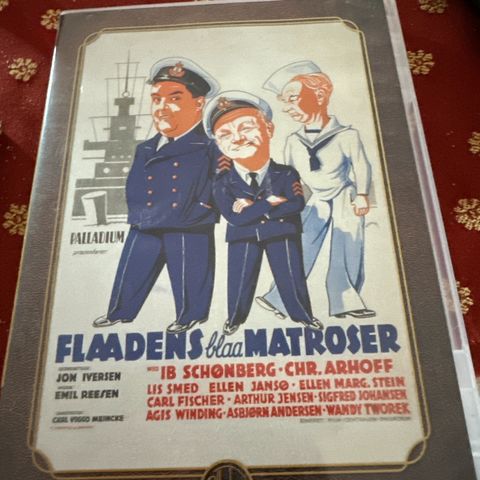 PALLADIUM
præsenterer
FLAADENS blaa MATROSER
MED IB SCHØNBERG · CHR. ARHOFF
LIS SMED ELLEN JANSØ · ELLEN MARG. STEIN
CARL FISCHER · ARTHUR JENSEN · SIGFRED JOHANSEN
AGIS WINDING · ASBJØRN ANDERSEN · WANDY TWOREK
JON IVERSEN
EMIL REESEN
CARL VIGGO MEINCKE